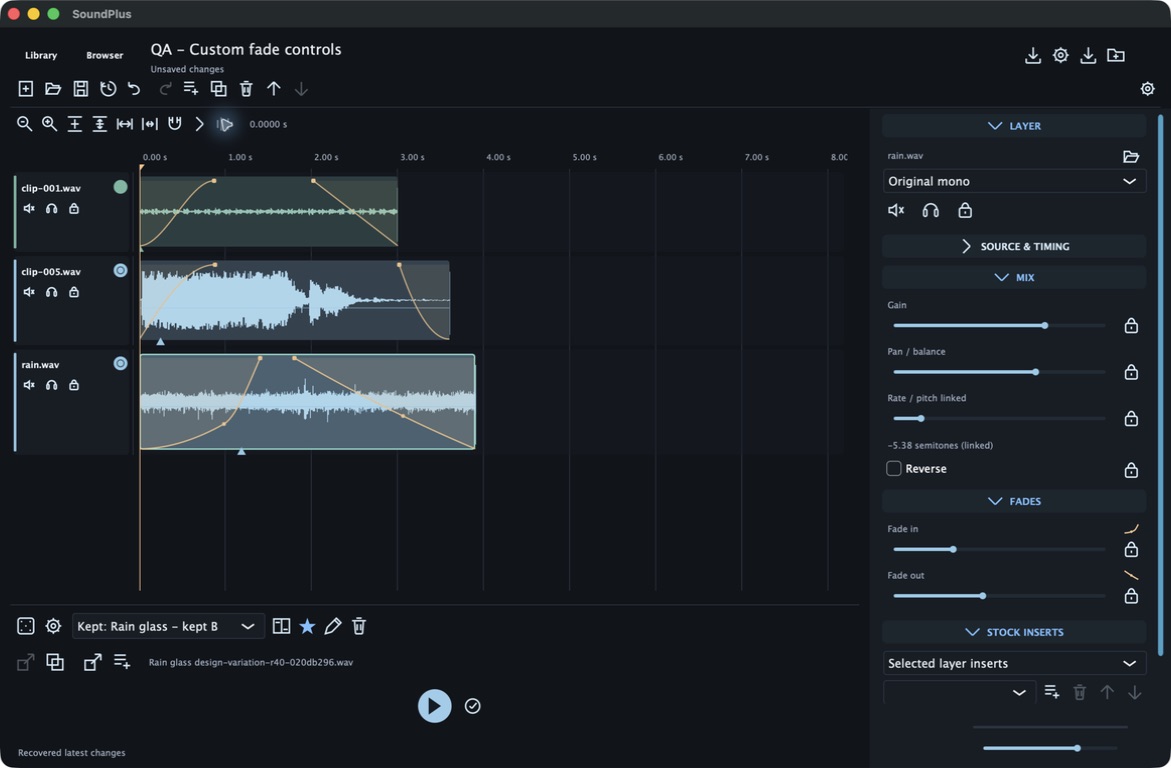 SoundPlus
Library
Browser
QA – Custom fade controls
Unsaved changes
0.0000 s
0.00 s
1.00 s
2.00 s
3.00 s
4.00 s
5.00 s
6.00 s
7.00 s
8.00
clip-001.wav
clip-005.wav
rain.wav
Kept: Rain glass – kept B
Rain glass design-variation-r40-020db296.wav
Recovered latest changes
LAYER
rain.wav
Original mono
SOURCE & TIMING
MIX
Gain
Pan / balance
Rate / pitch linked
−5.38 semitones (linked)
Reverse
FADES
Fade in
Fade out
STOCK INSERTS
Selected layer inserts